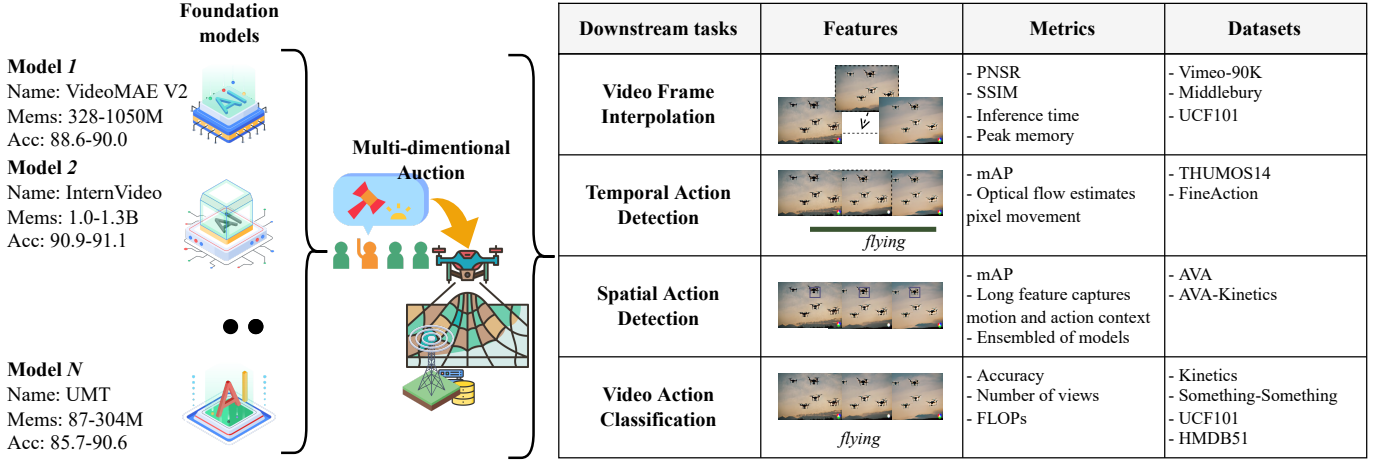 Foundation
models
Model 1
Name: VideoMAE V2
Mems: 328-1050M
Acc: 88.6-90.0
AI
Model 2
Name: InternVideo
Mems: 1.0-1.3B
Acc: 90.9-91.1
AI
Model N
Name: UMT
Mems: 87-304M
Acc: 85.7-90.6
AI
Multi-dimentional
Auction
Downstream tasks
Features
Metrics
Datasets
Video Frame
Interpolation
- PNSR
- SSIM
- Inference time
- Peak memory
- Vimeo-90K
- Middlebury
- UCF101
Temporal Action
Detection
flying
- mAP
- Optical flow estimates
pixel movement
- THUMOS14
- FineAction
Spatial Action
Detection
- mAP
- Long feature captures
motion and action context
- Ensembled of models
- AVA
- AVA-Kinetics
Video Action
Classification
flying
- Accuracy
- Number of views
- FLOPs
- Kinetics
- Something-Something
- UCF101
- HMDB51